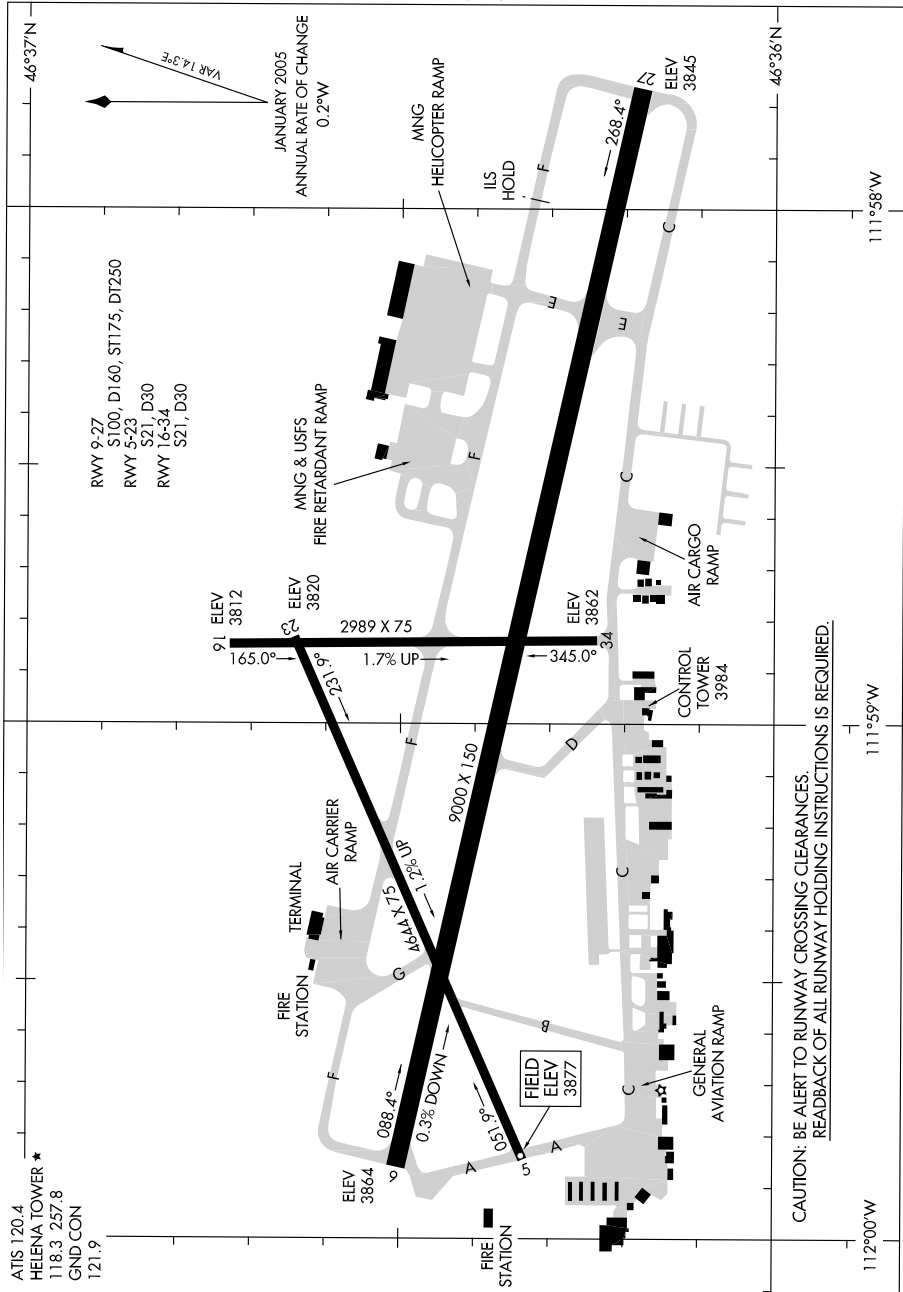 ATIS 120.4
HELENA TOWER ★
118.3 257.8
GND CON
121.9
RWY 9-27
S100, D160, ST175, DT250
RWY 5-23
S21, D30
RWY 16-34
S21, D30
46°37'N
VAR 14.3°E
JANUARY 2005
ANNUAL RATE OF CHANGE
0.2°W
FIRE
STATION
TERMINAL
AIR CARRIER
RAMP
ELEV
3812
16
165.0°
ELEV
3820
23
231.9°
2989 X 75
1.7% UP
MNG & USFS
FIRE RETARDANT RAMP
MNG
HELICOPTER RAMP
ILS
HOLD
F
F
F
F
G
ELEV
3864
9
088.4°
0.3% DOWN
4644 X 75
1.2% UP
9000 X 150
268.4°
27
ELEV
3845
FIRE
STATION
A
A
5
051.9°
FIELD
ELEV
3877
B
D
345.0°
34
ELEV
3862
E
E
C
C
C
C
GENERAL
AVIATION RAMP
CONTROL
TOWER
3984
AIR CARGO
RAMP
46°36'N
CAUTION: BE ALERT TO RUNWAY CROSSING CLEARANCES.
READBACK OF ALL RUNWAY HOLDING INSTRUCTIONS IS REQUIRED.
112°00'W
111°59'W
111°58'W